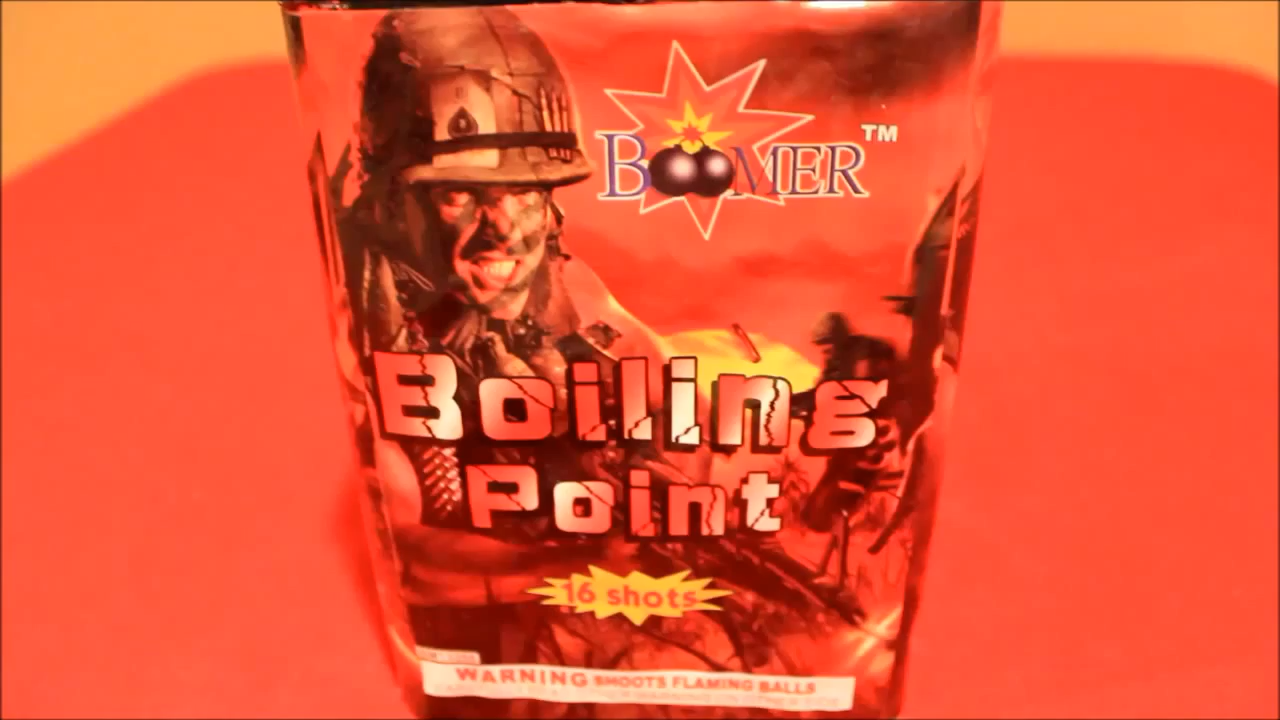 BOOMER™
Boiling
Point
16 shots
WARNING SHOOTS FLAMING BALLS